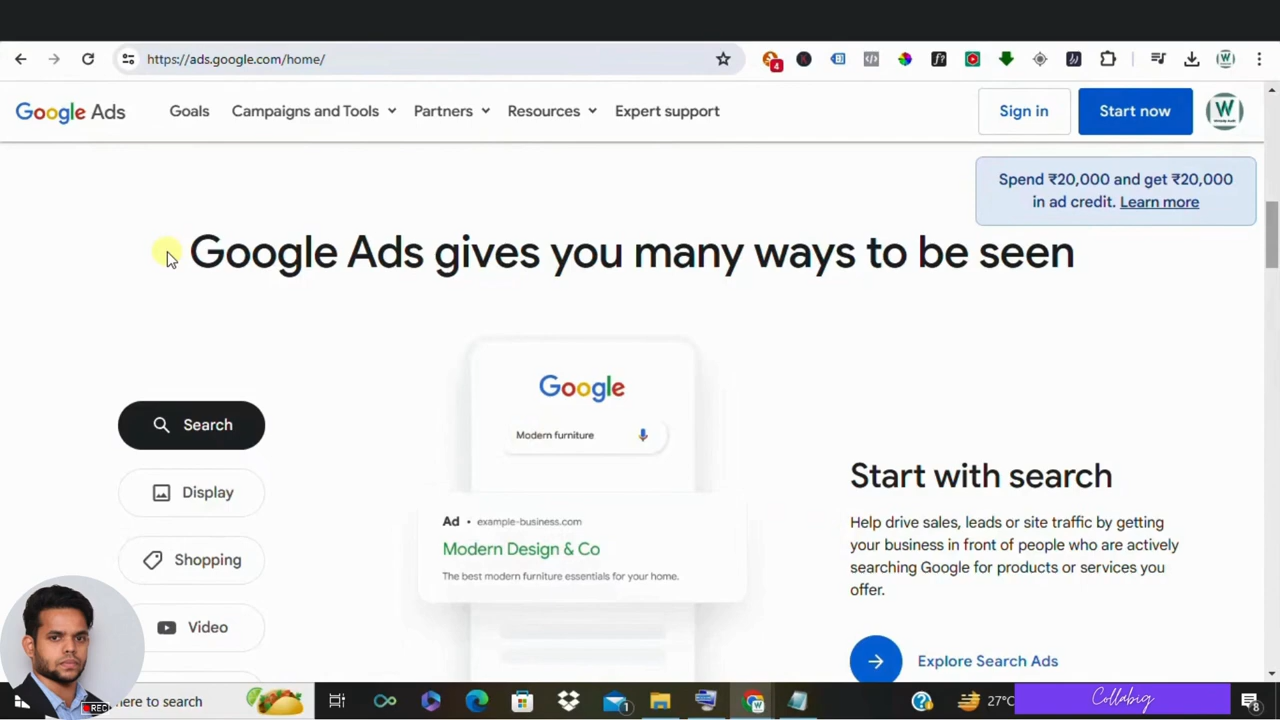 https://ads.google.com/home/
4
f?
Google Ads
Goals
Campaigns and Tools
Partners
Resources
Expert support
Sign in
Start now
W
Spend ₹20,000 and get ₹20,000
in ad credit. Learn more
Google Ads gives you many ways to be seen
Google
Modern furniture
Search
Display
Shopping
Video
Ad • example-business.com
Modern Design & Co
The best modern furniture essentials for your home.
Start with search
Help drive sales, leads or site traffic by getting
your business in front of people who are actively
searching Google for products or services you
offer.
Explore Search Ads
REC
here to search
1
27°C
Collabig
8